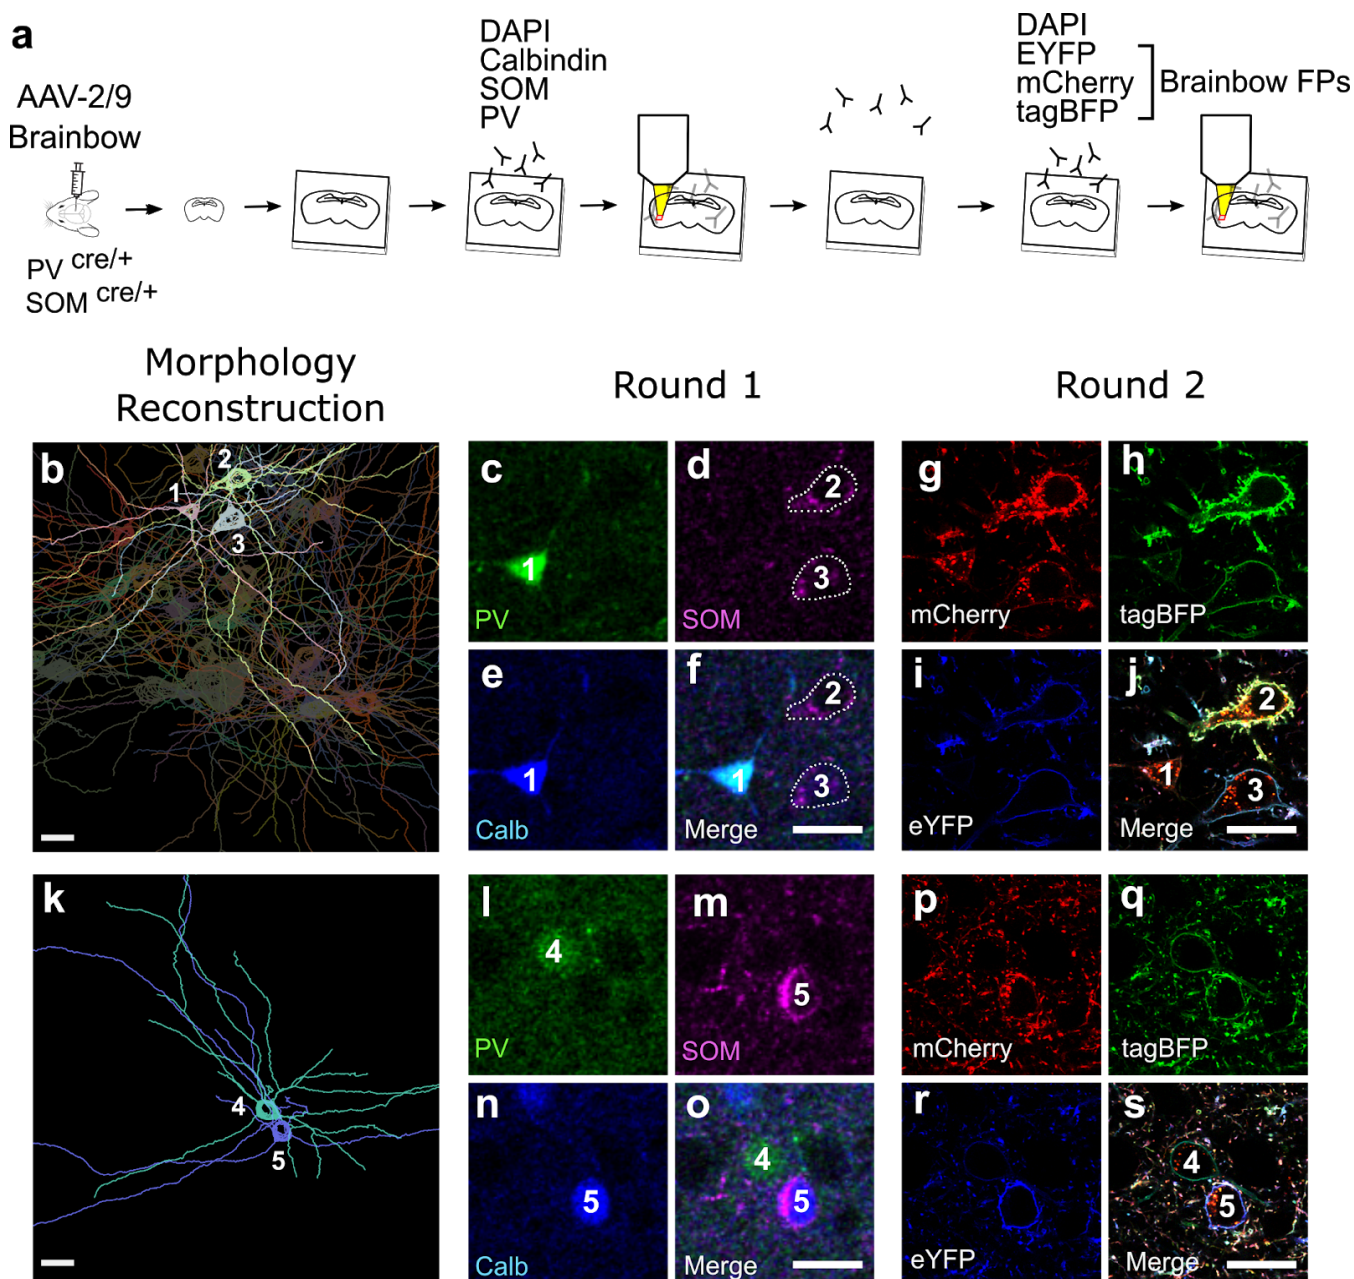 a
AAV-2/9
Brainbow
PV cre/+
SOM cre/+
DAPI
Calbindin
SOM
PV
DAPI
EYFP
mCherry
tagBFP
Brainbow FPs
Morphology
Reconstruction
Round 1
Round 2
b
1
2
3
c
1
PV
d
2
3
SOM
e
1
Calb
f
1
2
3
Merge
g
mCherry
h
tagBFP
i
eYFP
j
1
2
3
Merge
k
4
5
l
4
PV
m
5
SOM
n
5
Calb
o
4
5
Merge
p
mCherry
q
tagBFP
r
eYFP
s
4
5
Merge